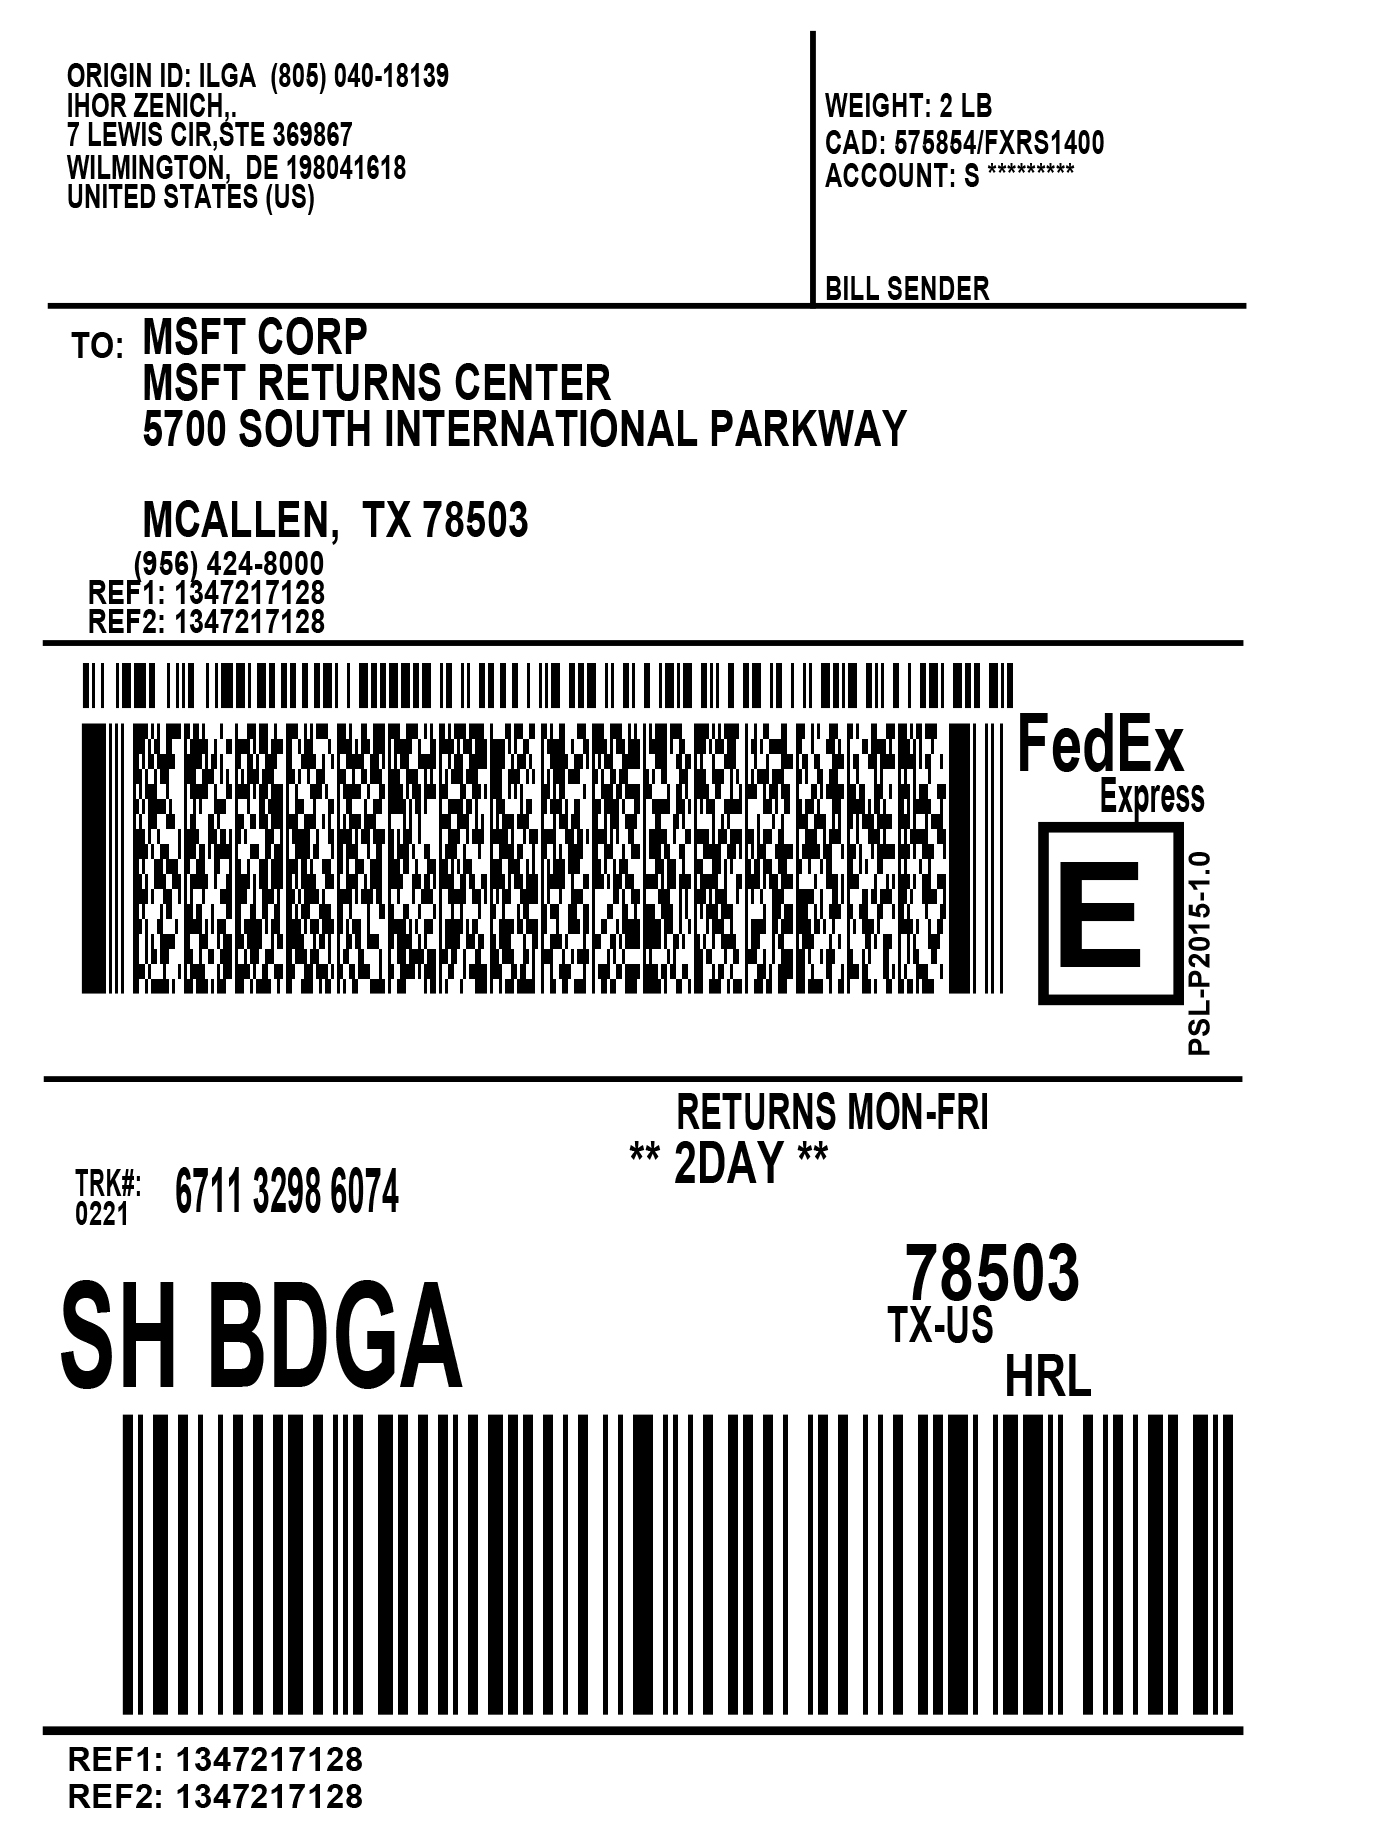 ORIGIN ID: ILGA (805) 040-18139
IHOR ZENICH,.
7 LEWIS CIR,STE 369867
WILMINGTON, DE 198041618
UNITED STATES (US)
WEIGHT: 2 LB
CAD: 575854/FXRS1400
ACCOUNT: S *********
BILL SENDER
TO: MSFT CORP
MSFT RETURNS CENTER
5700 SOUTH INTERNATIONAL PARKWAY
MCALLEN, TX 78503
(956) 424-8000
REF1: 1347217128
REF2: 1347217128
FedEx
Express
E
PSL-P2015-1.0
RETURNS MON-FRI
** 2DAY **
TRK#: 6711 3298 6074
0221
78503
TX-US
HRL
SH BDGA
REF1: 1347217128
REF2: 1347217128